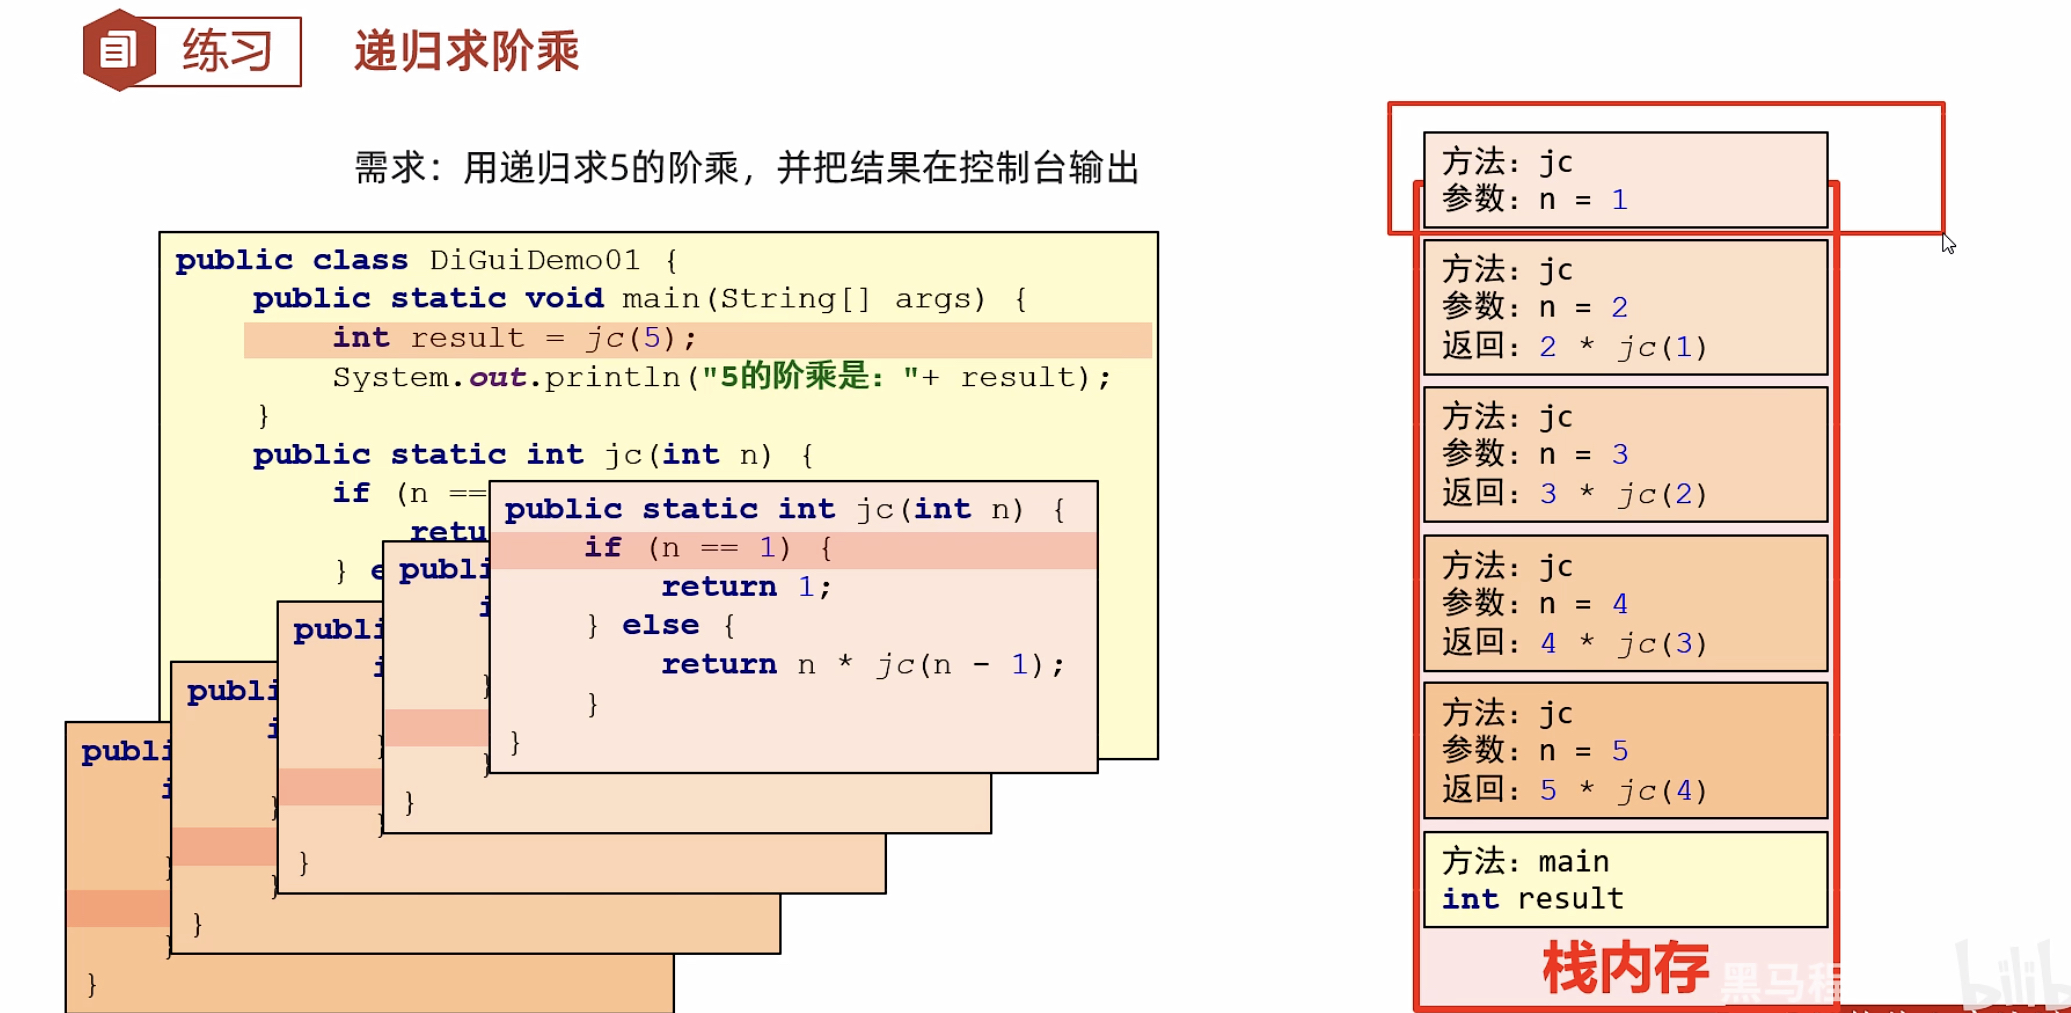 练习
递归求阶乘
需求：用递归求5的阶乘，并把结果在控制台输出
public class DiGuiDemo01 {
public static void main(String[] args) {
int result = jc(5);
System.out.println("5的阶乘是："+ result);
}
public static int jc(int n) {
if (n ==
retu
} e
public static int jc(int n) {
if (n == 1) {
return 1;
} else {
return n * jc(n - 1);
}
}
publi
i
}
}
}
publi
i
}
}
}
publi
i
}
}
}
publi
i
}
}
}
方法：jc
参数：n = 1
方法：jc
参数：n = 2
返回：2 * jc(1)
方法：jc
参数：n = 3
返回：3 * jc(2)
方法：jc
参数：n = 4
返回：4 * jc(3)
方法：jc
参数：n = 5
返回：5 * jc(4)
方法：main
int result
栈内存
黑马程
bilib